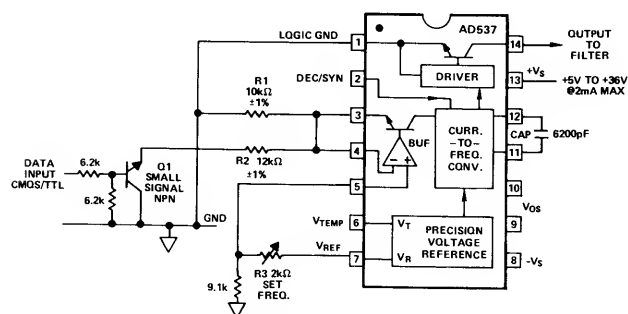 AD537
LOGIC GND
1
14
OUTPUT
TO
FILTER
DRIVER
+VS
DEC/SYN
2
13
+5V TO +36V
@2mA MAX
R1
10kΩ
±1%
3
12
BUF
CURR.
-TO-
FREQ.
CONV.
CAP
6200pF
4
11
R2 12kΩ
±1%
DATA
INPUT
CMOS/TTL
6.2k
Q1
SMALL
SIGNAL
NPN
6.2k
GND
5
10
VOS
VTEMP
6
VT
PRECISION
VOLTAGE
REFERENCE
9
VREF
7
VR
8
-VS
R3 2kΩ
SET
FREQ.
9.1k
- +